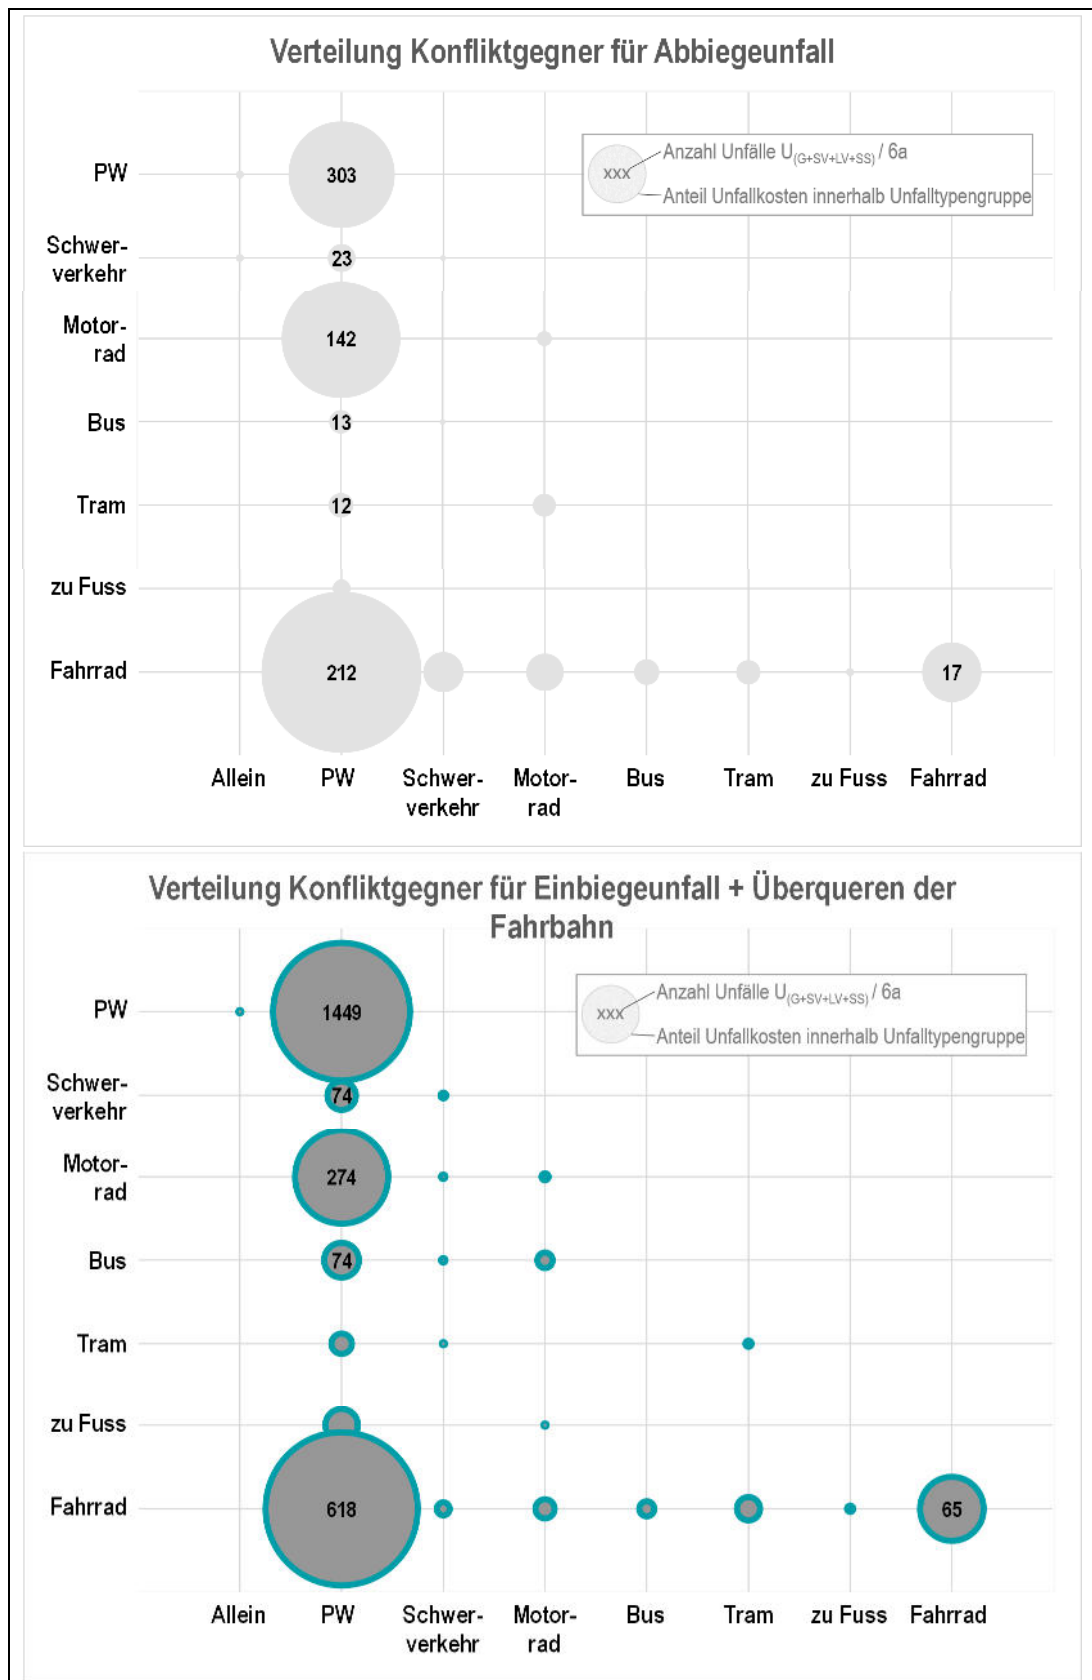 Verteilung Konfliktgegner für Abbiegeunfall
xxx
Anzahl Unfälle U(G+SV+LV+SS) / 6a
Anteil Unfallkosten innerhalb Unfalltypengruppe
PW
303
Schwer-
verkehr
23
Motor-
rad
142
Bus
13
Tram
12
zu Fuss
Fahrrad
212
17
Allein
PW
Schwer-
verkehr
Motor-
rad
Bus
Tram
zu Fuss
Fahrrad
Verteilung Konfliktgegner für Einbiegeunfall + Überqueren der
Fahrbahn
xxx
Anzahl Unfälle U(G+SV+LV+SS) / 6a
Anteil Unfallkosten innerhalb Unfalltypengruppe
PW
1449
Schwer-
verkehr
74
Motor-
rad
274
Bus
74
Tram
zu Fuss
Fahrrad
618
65
Allein
PW
Schwer-
verkehr
Motor-
rad
Bus
Tram
zu Fuss
Fahrrad